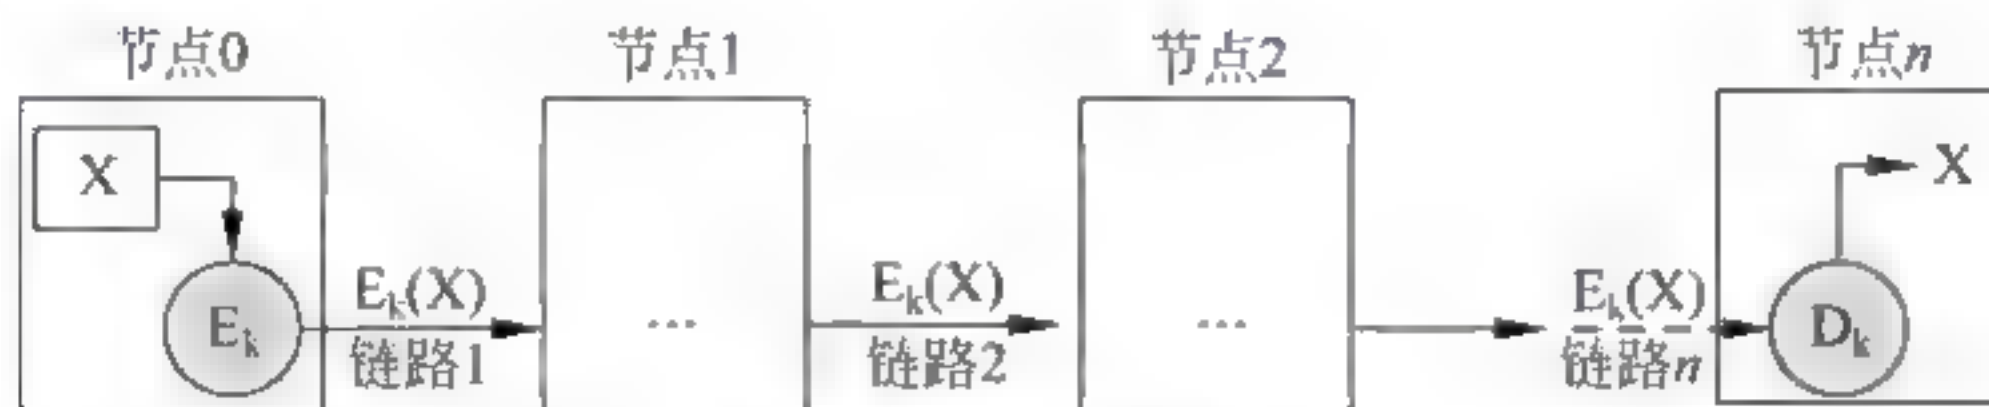 节点0 节点1 节点2 节点n
X X
Eₖ(X) Eₖ(X) Eₖ(X)
Eₖ ... ... Dₖ
链路1 链路2 链路n